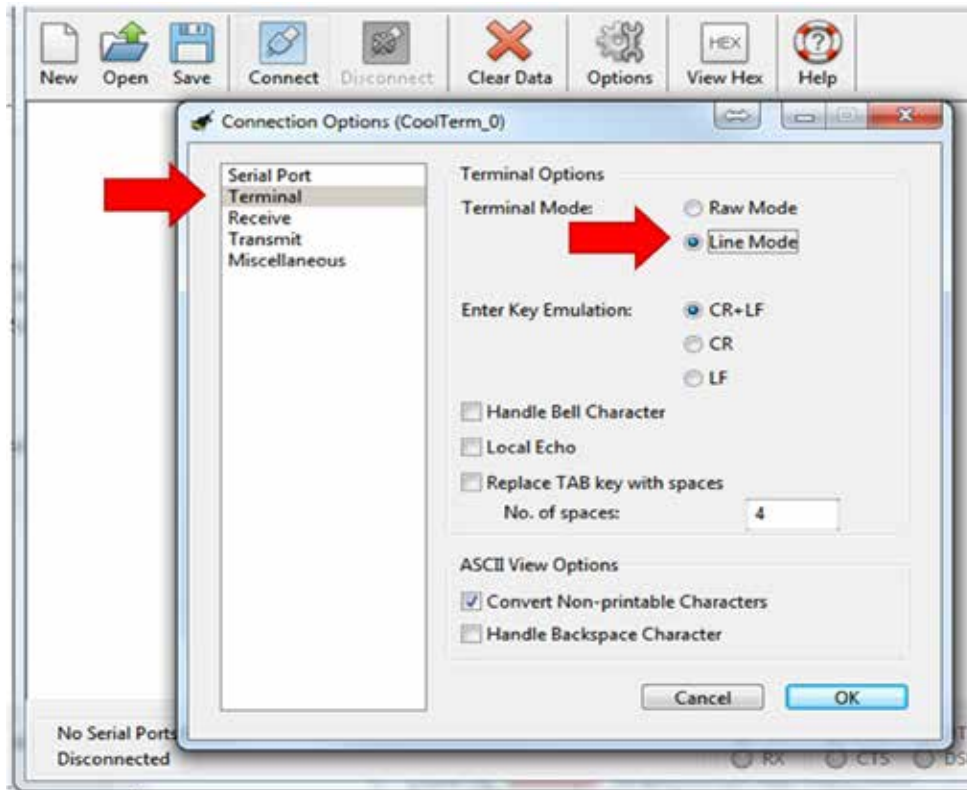 New Open Save Connect Disconnect Clear Data Options HEX View Hex ? Help
Connection Options (CoolTerm_0)
Serial Port
Terminal
Receive
Transmit
Miscellaneous
Terminal Options
Terminal Mode:
Raw Mode
Line Mode
Enter Key Emulation:
CR+LF
CR
LF
Handle Bell Character
Local Echo
Replace TAB key with spaces
No. of spaces: 4
ASCII View Options
Convert Non-printable Characters
Handle Backspace Character
Cancel OK
No Serial Ports
Disconnected
RX CTS